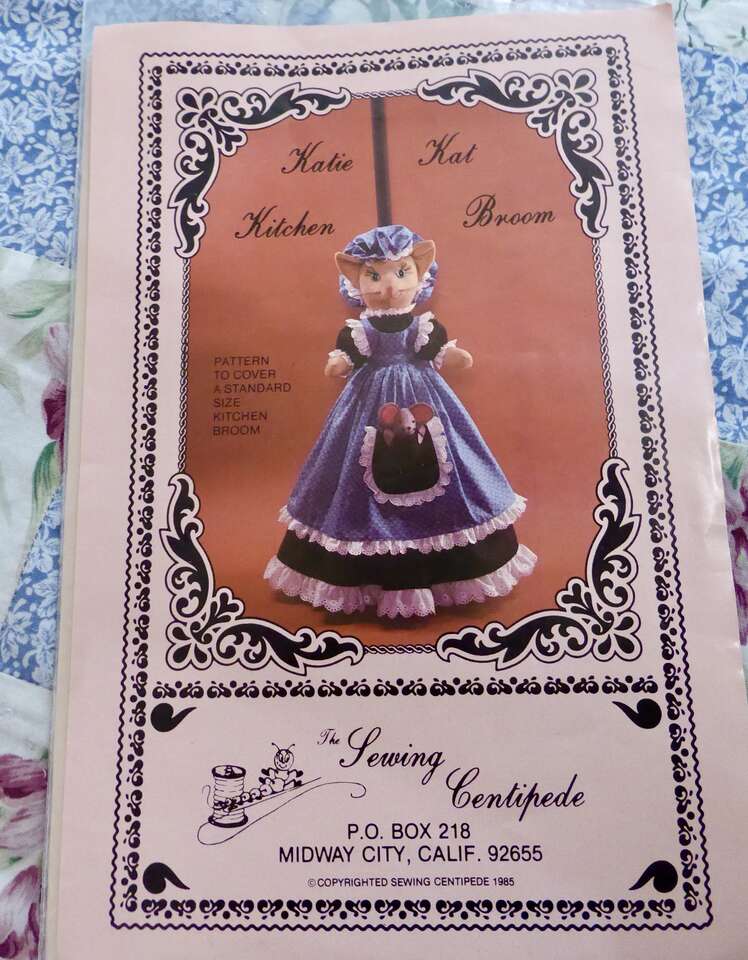 Katie Kat
Kitchen Broom
PATTERN
TO COVER
A STANDARD
SIZE
KITCHEN
BROOM
The Sewing
Centipede
P.O. BOX 218
MIDWAY CITY, CALIF. 92655
©COPYRIGHTED SEWING CENTIPEDE 1985